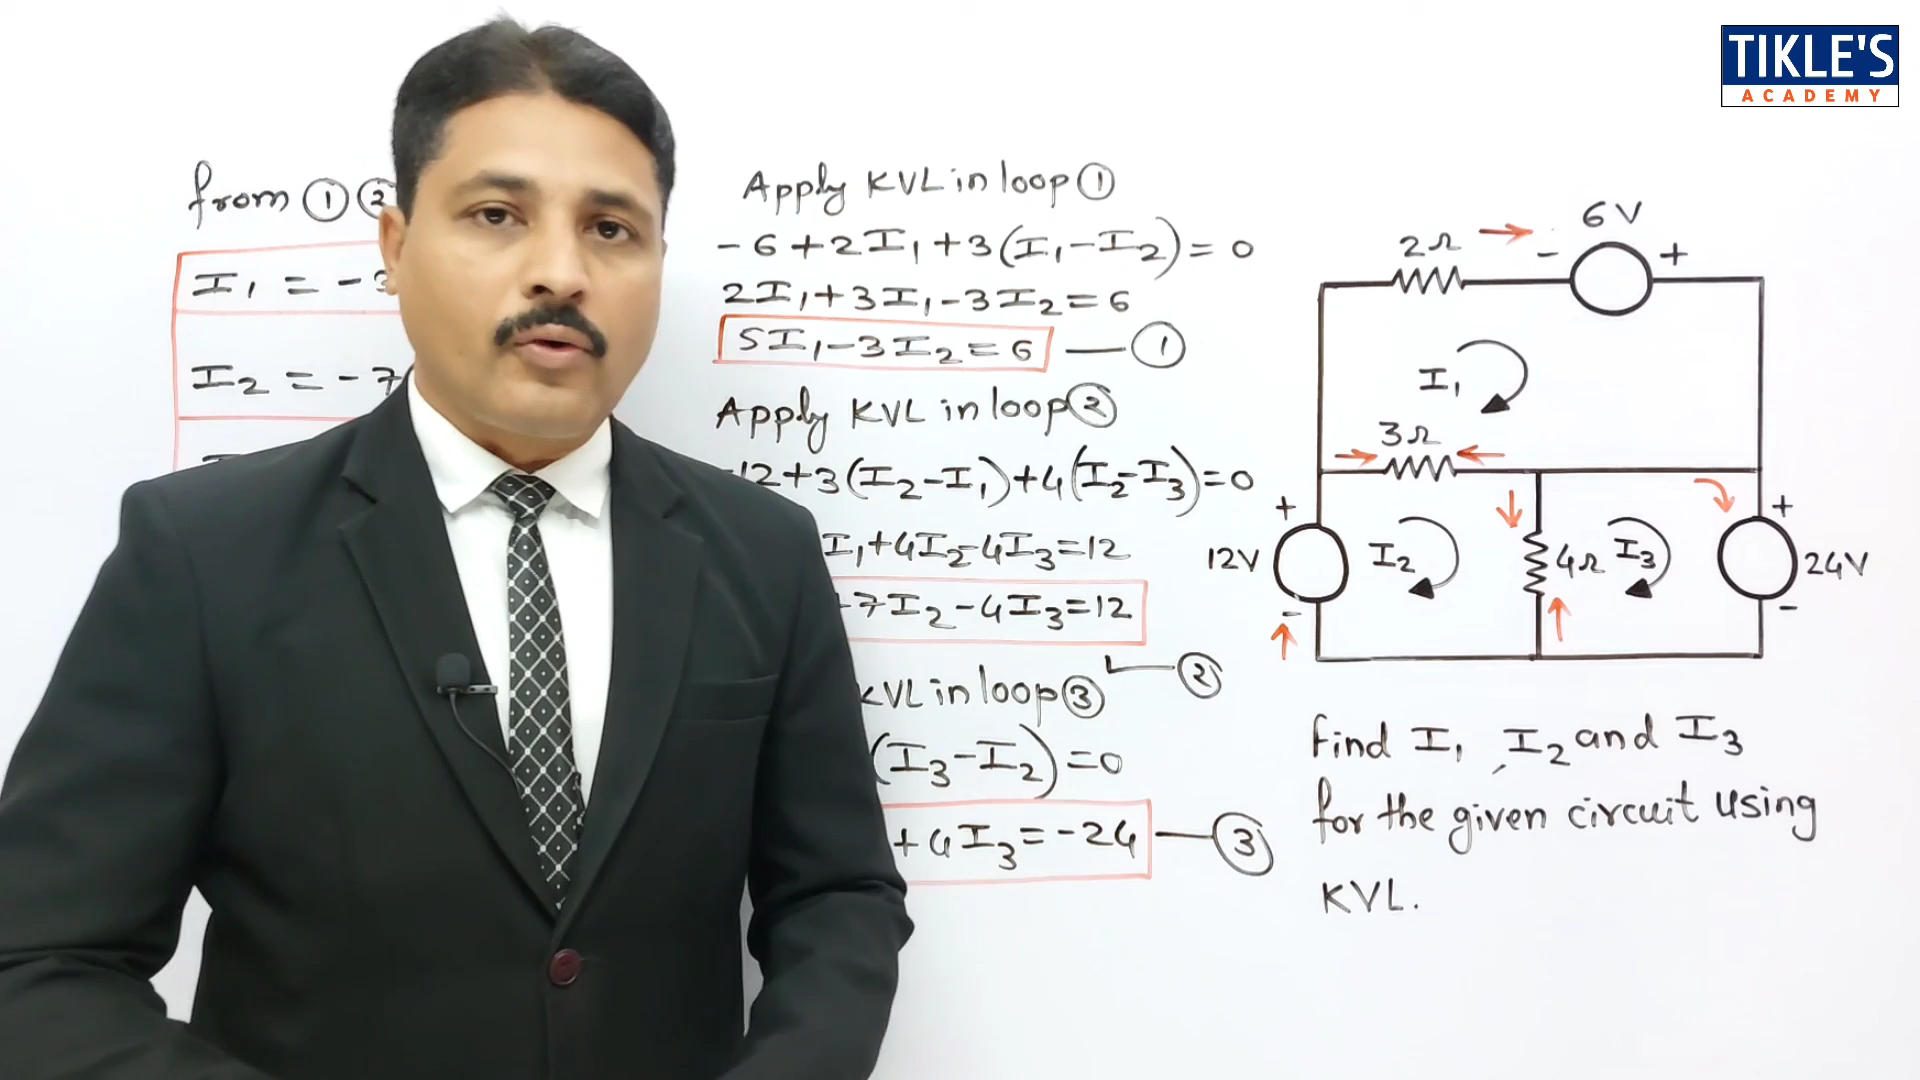 TIKLE'S
ACADEMY
from ① ②
I₁ = -3
I₂ = -7
Apply KVL in loop ①
-6+2I₁+3(I₁-I₂)=0
2I₁+3I₁-3I₂=6
5I₁-3I₂=6 — ①
Apply KVL in loop ②
12+3(I₂-I₁)+4(I₂-I₃)=0
I₁+4I₂-4I₃=12
7I₂-4I₃=12
②
KVL in loop ③
(I₃-I₂)=0
+4I₃=-24 — ③
6V
2Ω
- +
I₁
3Ω
+ +
12V I₂ 4Ω I₃ 24V
- -
Find I₁, I₂ and I₃
for the given circuit using
KVL.